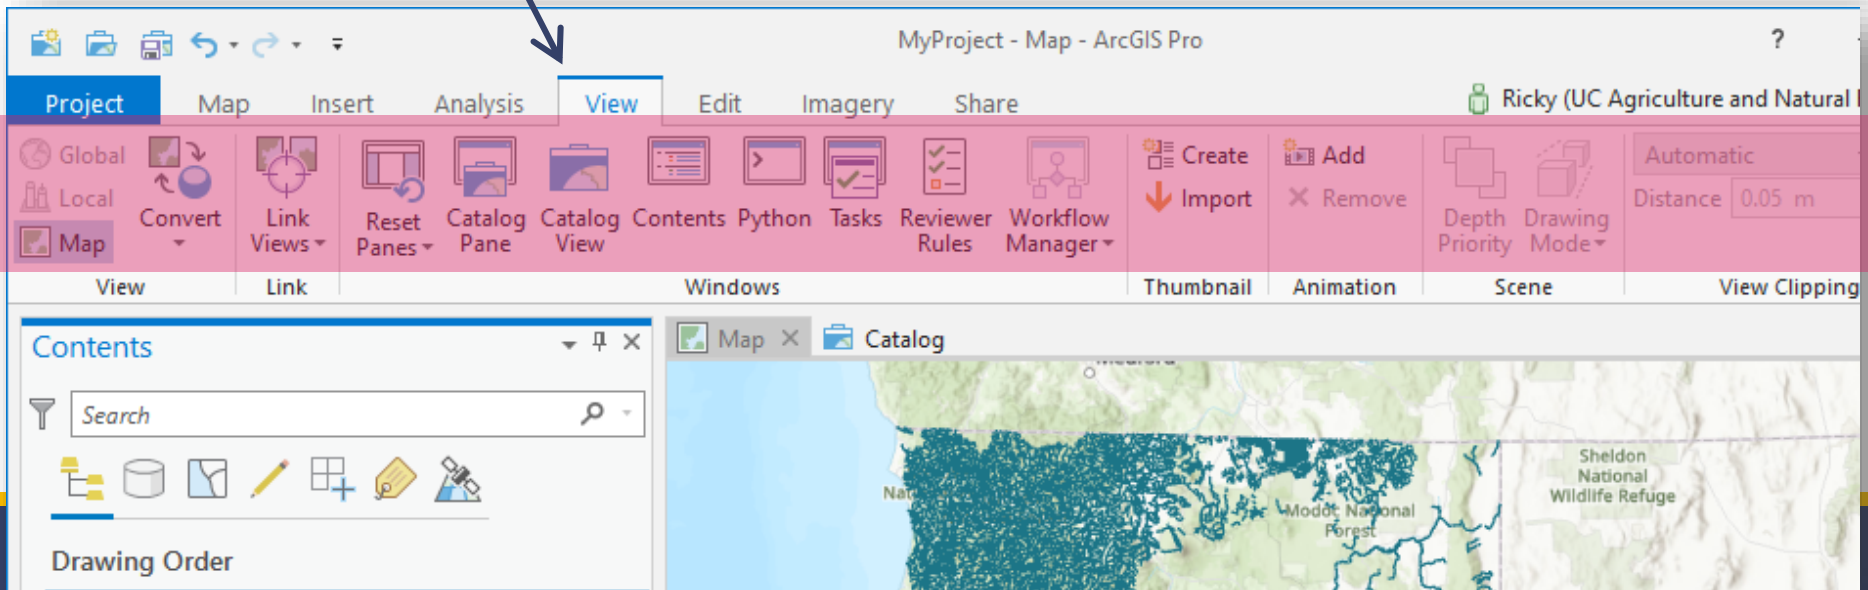 MyProject - Map - ArcGIS Pro
?
Project Map Insert Analysis View Edit Imagery Share
Ricky (UC Agriculture and Natural
Global
Local
Map
Convert
Link
Views
Reset
Panes
Catalog
Pane
Catalog
View
Contents
Python
Tasks
Reviewer
Rules
Workflow
Manager
Create
Import
Add
Remove
Depth
Priority
Drawing
Mode
Automatic
Distance 0.05 m
View Link Windows Thumbnail Animation Scene View Clipping
Contents
Map
Catalog
Search
Drawing Order
Sheldon
National
Wildlife Refuge
Modoc National
Forest